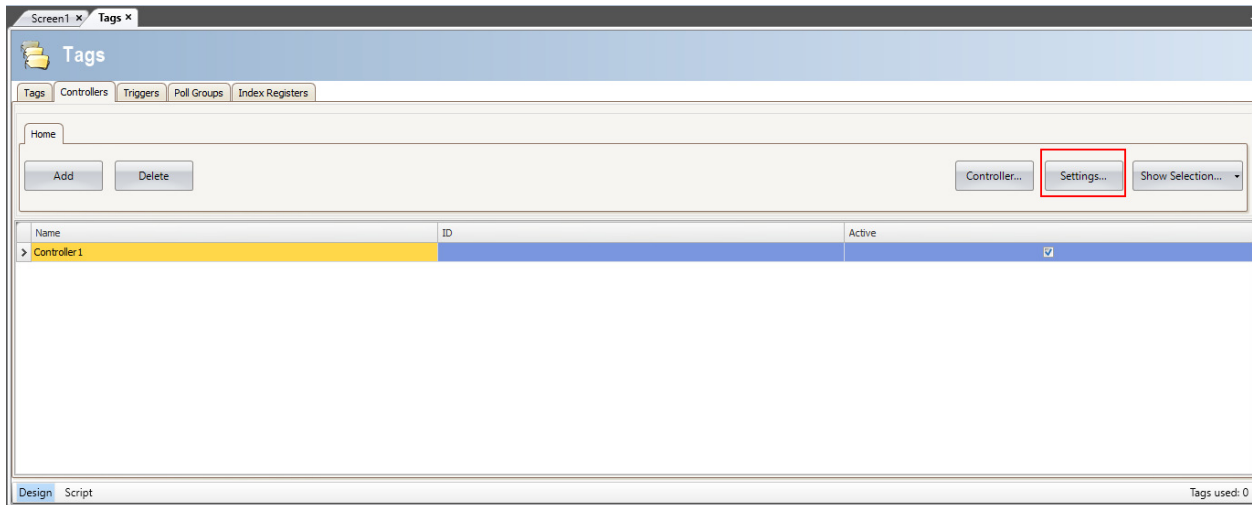 Screen1 × Tags ×
Tags
Tags Controllers Triggers Poll Groups Index Registers
Home
Add Delete Controller... Settings... Show Selection...
Name ID Active
Controller1
Design Script Tags used: 0